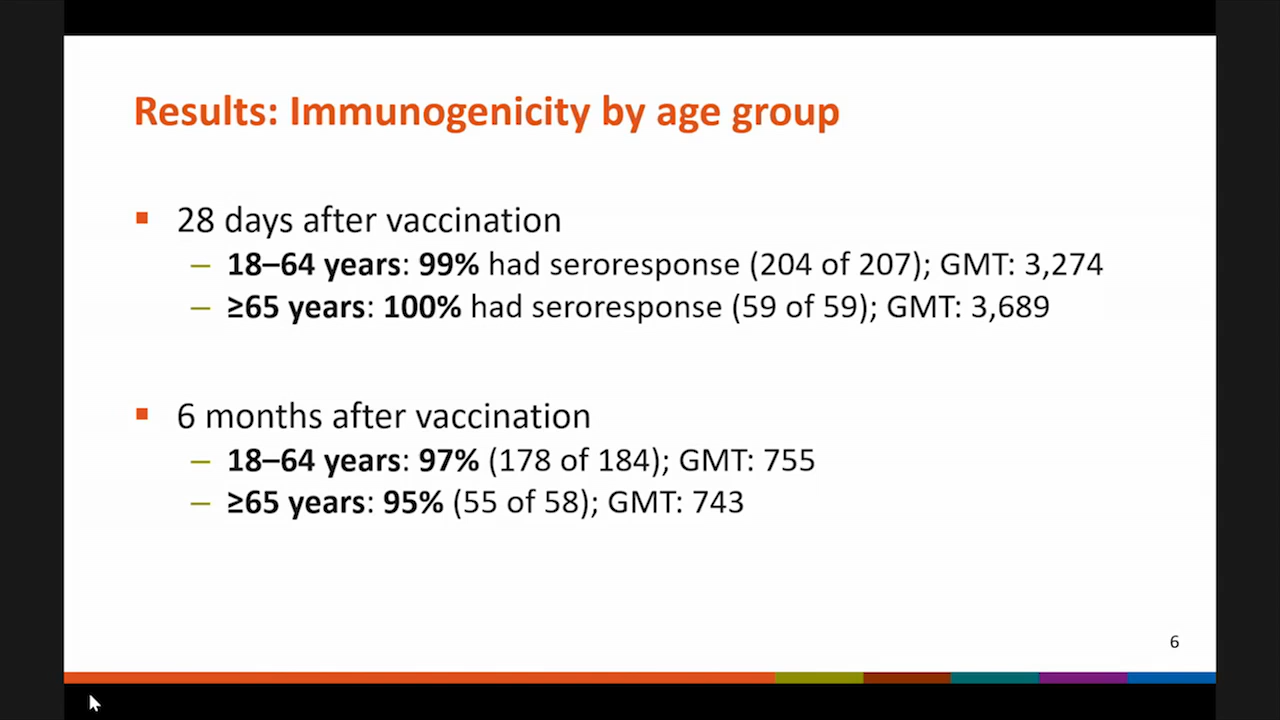 Results: Immunogenicity by age group
▪ 28 days after vaccination
– 18–64 years: 99% had seroresponse (204 of 207); GMT: 3,274
– ≥65 years: 100% had seroresponse (59 of 59); GMT: 3,689
▪ 6 months after vaccination
– 18–64 years: 97% (178 of 184); GMT: 755
– ≥65 years: 95% (55 of 58); GMT: 743
6